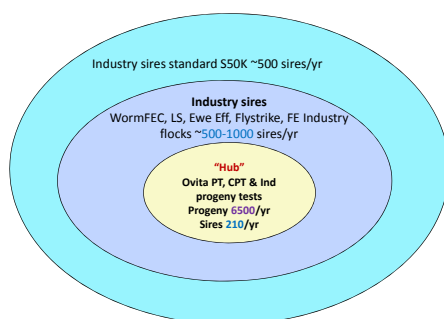 Industry sires standard S50K ~500 sires/yr
Industry sires
WormFEC, LS, Ewe Eff, Flystrike, FE Industry
flocks ~500-1000 sires/yr
“Hub”
Ovita PT, CPT & Ind
progeny tests
Progeny 6500/yr
Sires 210/yr